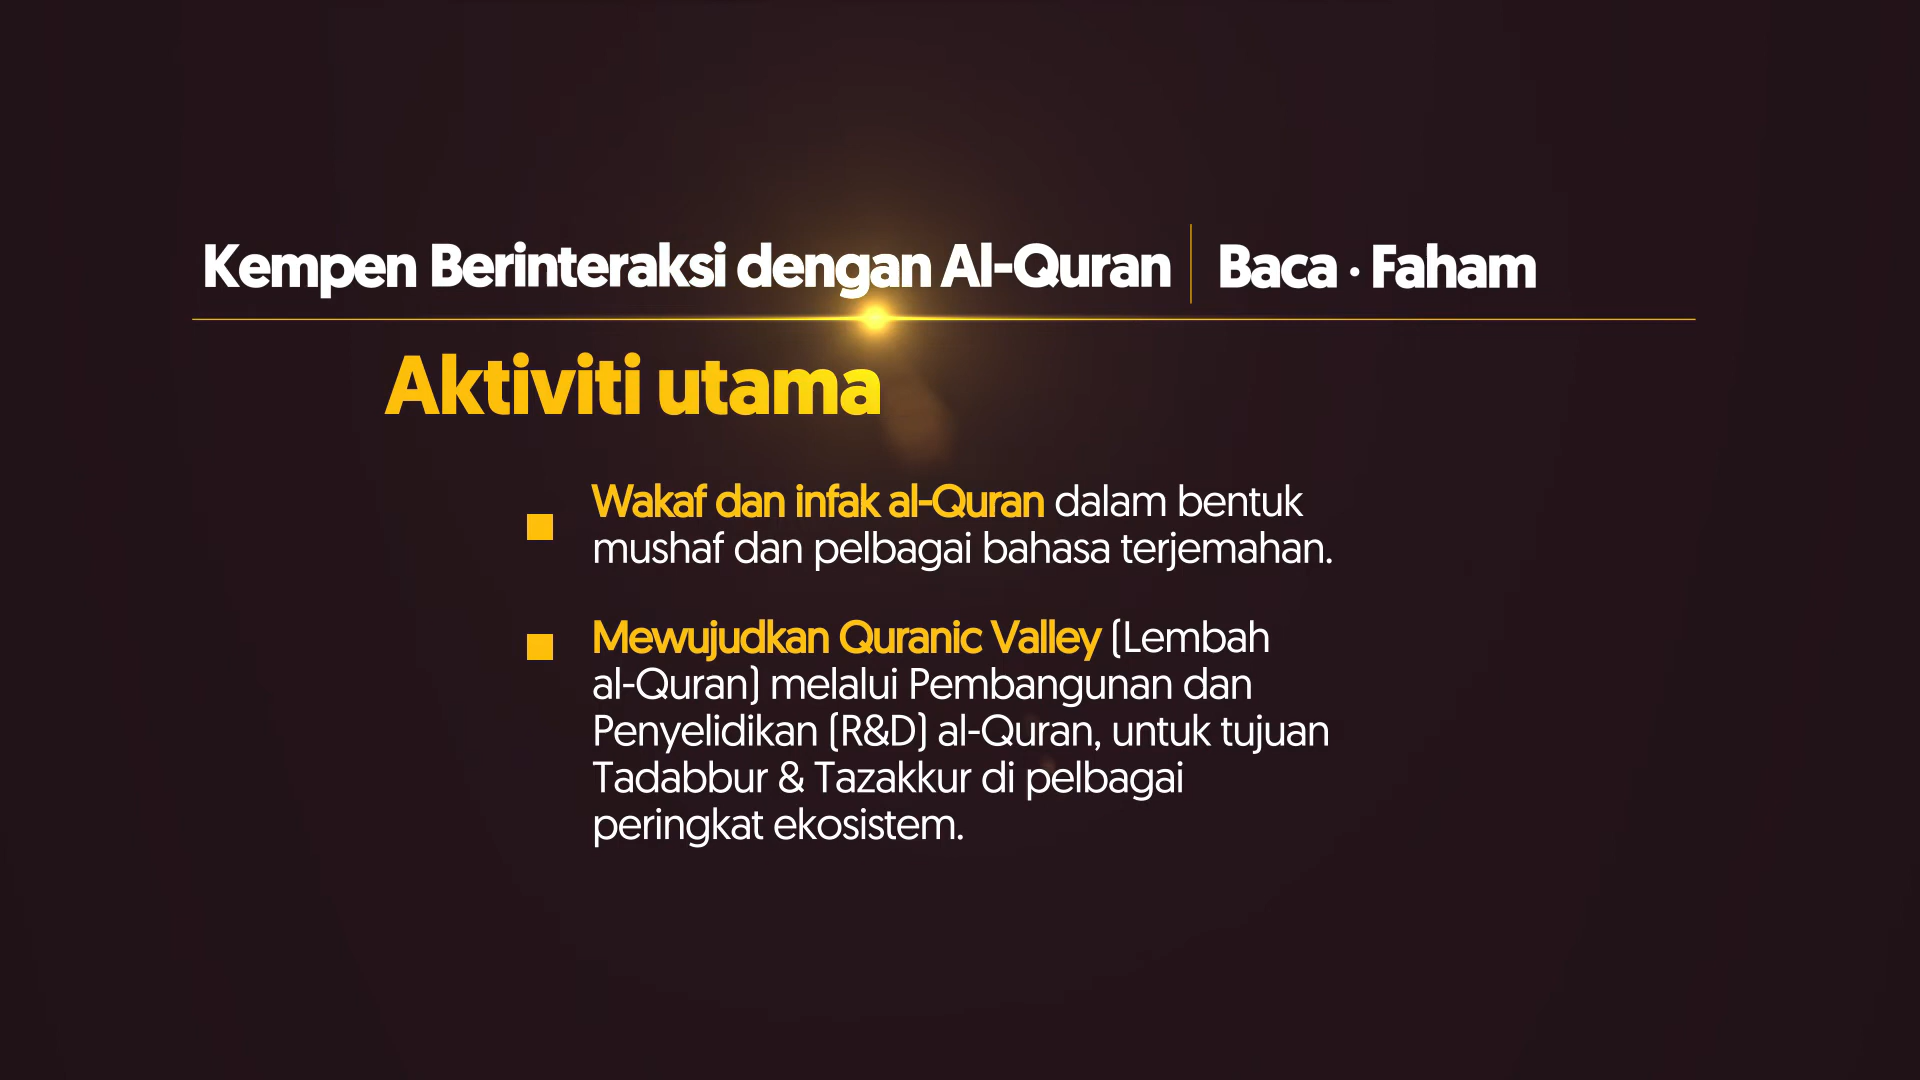 Kempen Berinteraksi dengan Al-Quran Baca · Faham
Aktiviti utama
Wakaf dan infak al-Quran dalam bentuk
mushaf dan pelbagai bahasa terjemahan.
Mewujudkan Quranic Valley (Lembah
al-Quran) melalui Pembangunan dan
Penyelidikan (R&D) al-Quran, untuk tujuan
Tadabbur & Tazakkur di pelbagai
peringkat ekosistem.